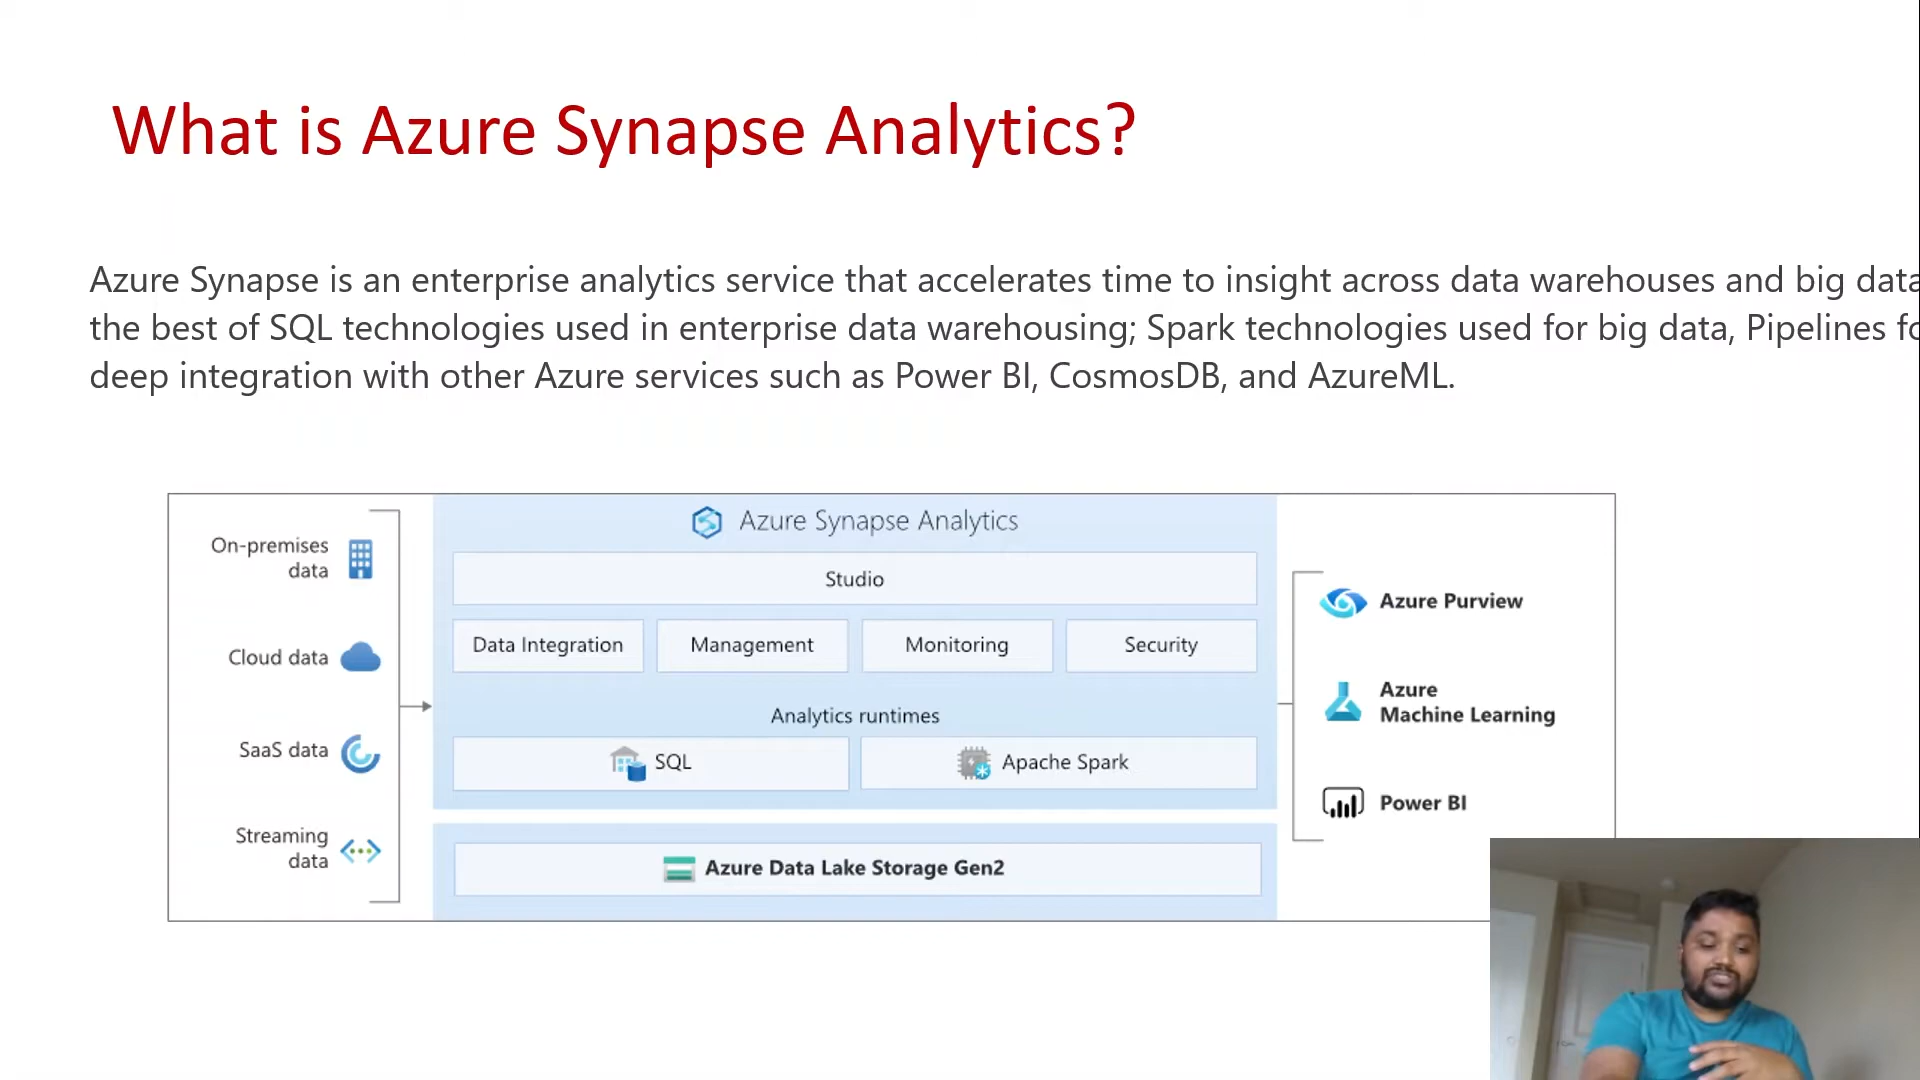 What is Azure Synapse Analytics?
Azure Synapse is an enterprise analytics service that accelerates time to insight across data warehouses and big data
the best of SQL technologies used in enterprise data warehousing; Spark technologies used for big data, Pipelines
deep integration with other Azure services such as Power BI, CosmosDB, and AzureML.
On-premises
data
Cloud data
SaaS data
Streaming
data
Azure Synapse Analytics
Studio
Data Integration
Management
Monitoring
Security
Analytics runtimes
SQL
Apache Spark
Azure Data Lake Storage Gen2
Azure Purview
Azure
Machine Learning
Power BI